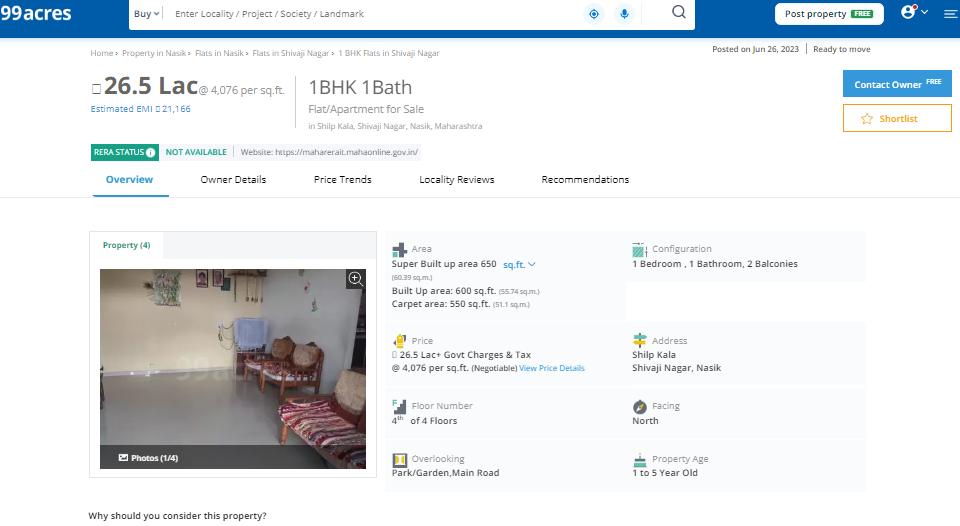 99acres
Buy
Enter Locality / Project / Society / Landmark
Post property FREE
Home › Property in Nasik › Flats in Nasik › Flats in Shivaji Nagar › 1 BHK Flats in Shivaji Nagar
Posted on Jun 26, 2023 | Ready to move
26.5 Lac @ 4,076 per sq.ft.
Estimated EMI 21,166
1BHK 1Bath
Flat/Apartment for Sale
in Shilp Kala, Shivaji Nagar, Nasik, Maharashtra
Contact Owner FREE
Shortlist
RERA STATUS NOT AVAILABLE | Website: https://maharerait.mahaonline.gov.in/
Overview
Owner Details
Price Trends
Locality Reviews
Recommendations
Property (4)
99acres
Photos (1/4)
Area
Super Built up area 650 sq.ft.
(60.39 sq.m.)
Built Up area: 600 sq.ft. (55.74 sq.m.)
Carpet area: 550 sq.ft. (51.1 sq.m.)
Configuration
1 Bedroom , 1 Bathroom, 2 Balconies
Price
26.5 Lac+ Govt Charges & Tax
@ 4,076 per sq.ft. (Negotiable) View Price Details
Address
Shilp Kala
Shivaji Nagar, Nasik
Floor Number
4th of 4 Floors
Facing
North
Overlooking
Park/Garden,Main Road
Property Age
1 to 5 Year Old
Why should you consider this property?